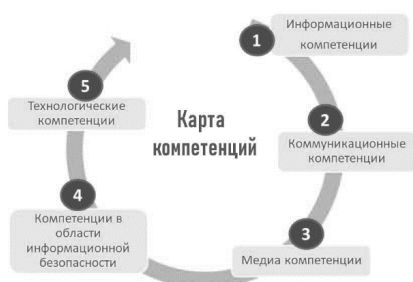 Карта
компетенций
1
Информационные
компетенции
2
Коммуникационные
компетенции
3
Медиа компетенции
4
Компетенции в
области
информационной
безопасности
5
Технологические
компетенции